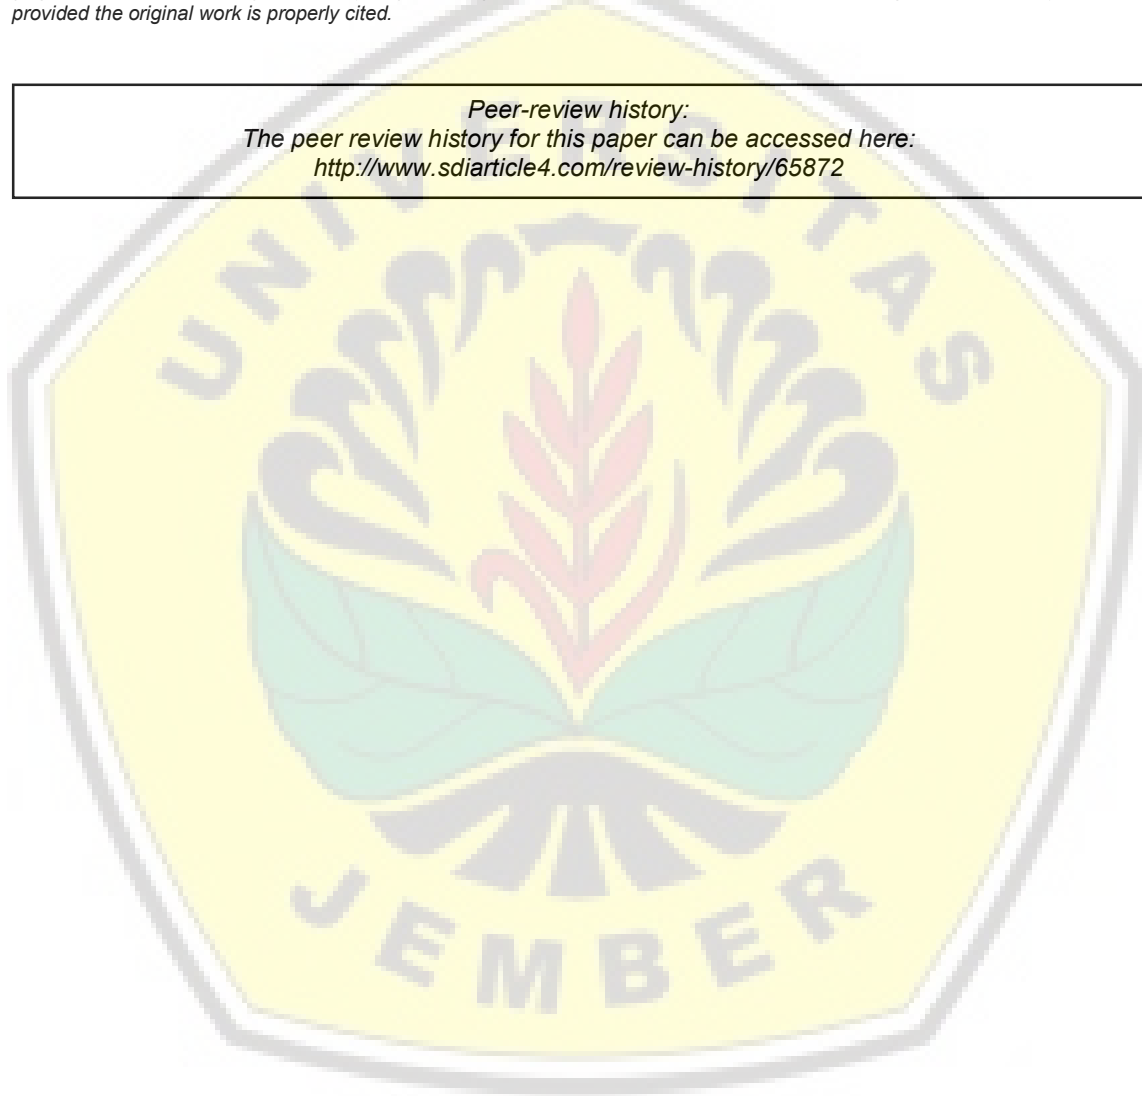 provided the original work is properly cited.
Peer-review history:
The peer review history for this paper can be accessed here:
http://www.sdiarticle4.com/review-history/65872
UNIVERSITAS
JEMBER